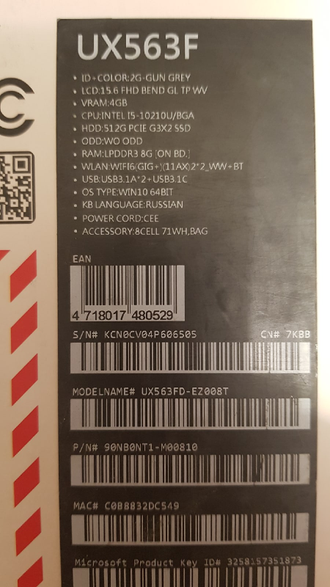 UX563F
• ID-COLOR:2G-GUN GREY
• LCD:15.6 FHD BEND GL TP WV
• VRAM:4GB
• CPU:INTEL I5-10210U/BGA
• HDD:512G PCIE G3X2 SSD
• ODD:WO ODD
• RAM:LPDDR3 8G [ON BD.]
• WLAN:WIFI6(GIG+)(11AX)2*2_WW+BT
• USB:USB3.1A*2+USB3.1C
• OS TYPE:WIN10 64BIT
• KB LANGUAGE:RUSSIAN
• POWER CORD:CEE
• ACCESSORY:8CELL 71WH,BAG
EAN
4 718017 480529
S/N# KCN0CV04P606505 CN# 7KBB
MODELNAME# UX563FD-EZ008T
P/N# 90NB0NT1-M00810
MAC# C0B8832DC549
Microsoft Product Key ID# 3258157351873